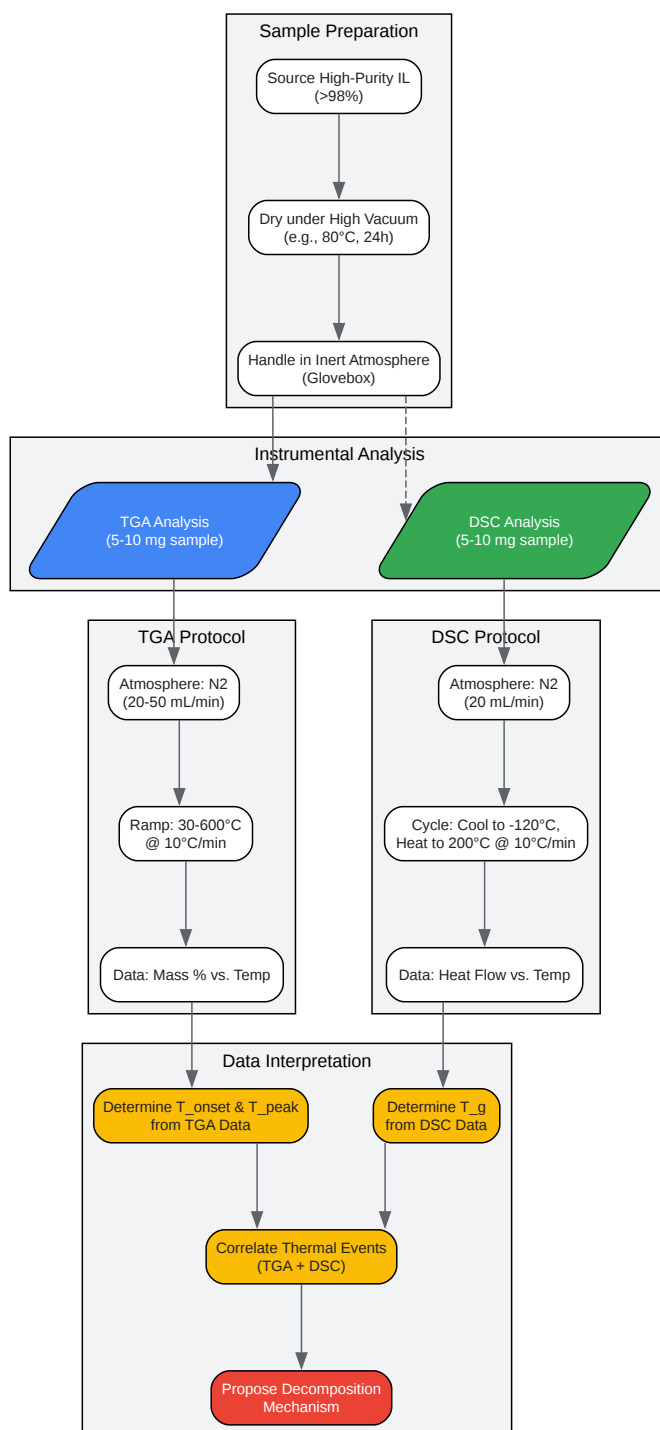 Sample Preparation
Source High-Purity IL
(>98%)
Dry under High Vacuum
(e.g., 80°C, 24h)
Handle in Inert Atmosphere
(Glovebox)
Instrumental Analysis
TGA Analysis
(5-10 mg sample)
DSC Analysis
(5-10 mg sample)
TGA Protocol
Atmosphere: N2
(20-50 mL/min)
Ramp: 30-600°C
@ 10°C/min
Data: Mass % vs. Temp
DSC Protocol
Atmosphere: N2
(20 mL/min)
Cycle: Cool to -120°C,
Heat to 200°C @ 10°C/min
Data: Heat Flow vs. Temp
Data Interpretation
Determine T_onset & T_peak
from TGA Data
Determine T_g
from DSC Data
Correlate Thermal Events
(TGA + DSC)
Propose Decomposition
Mechanism